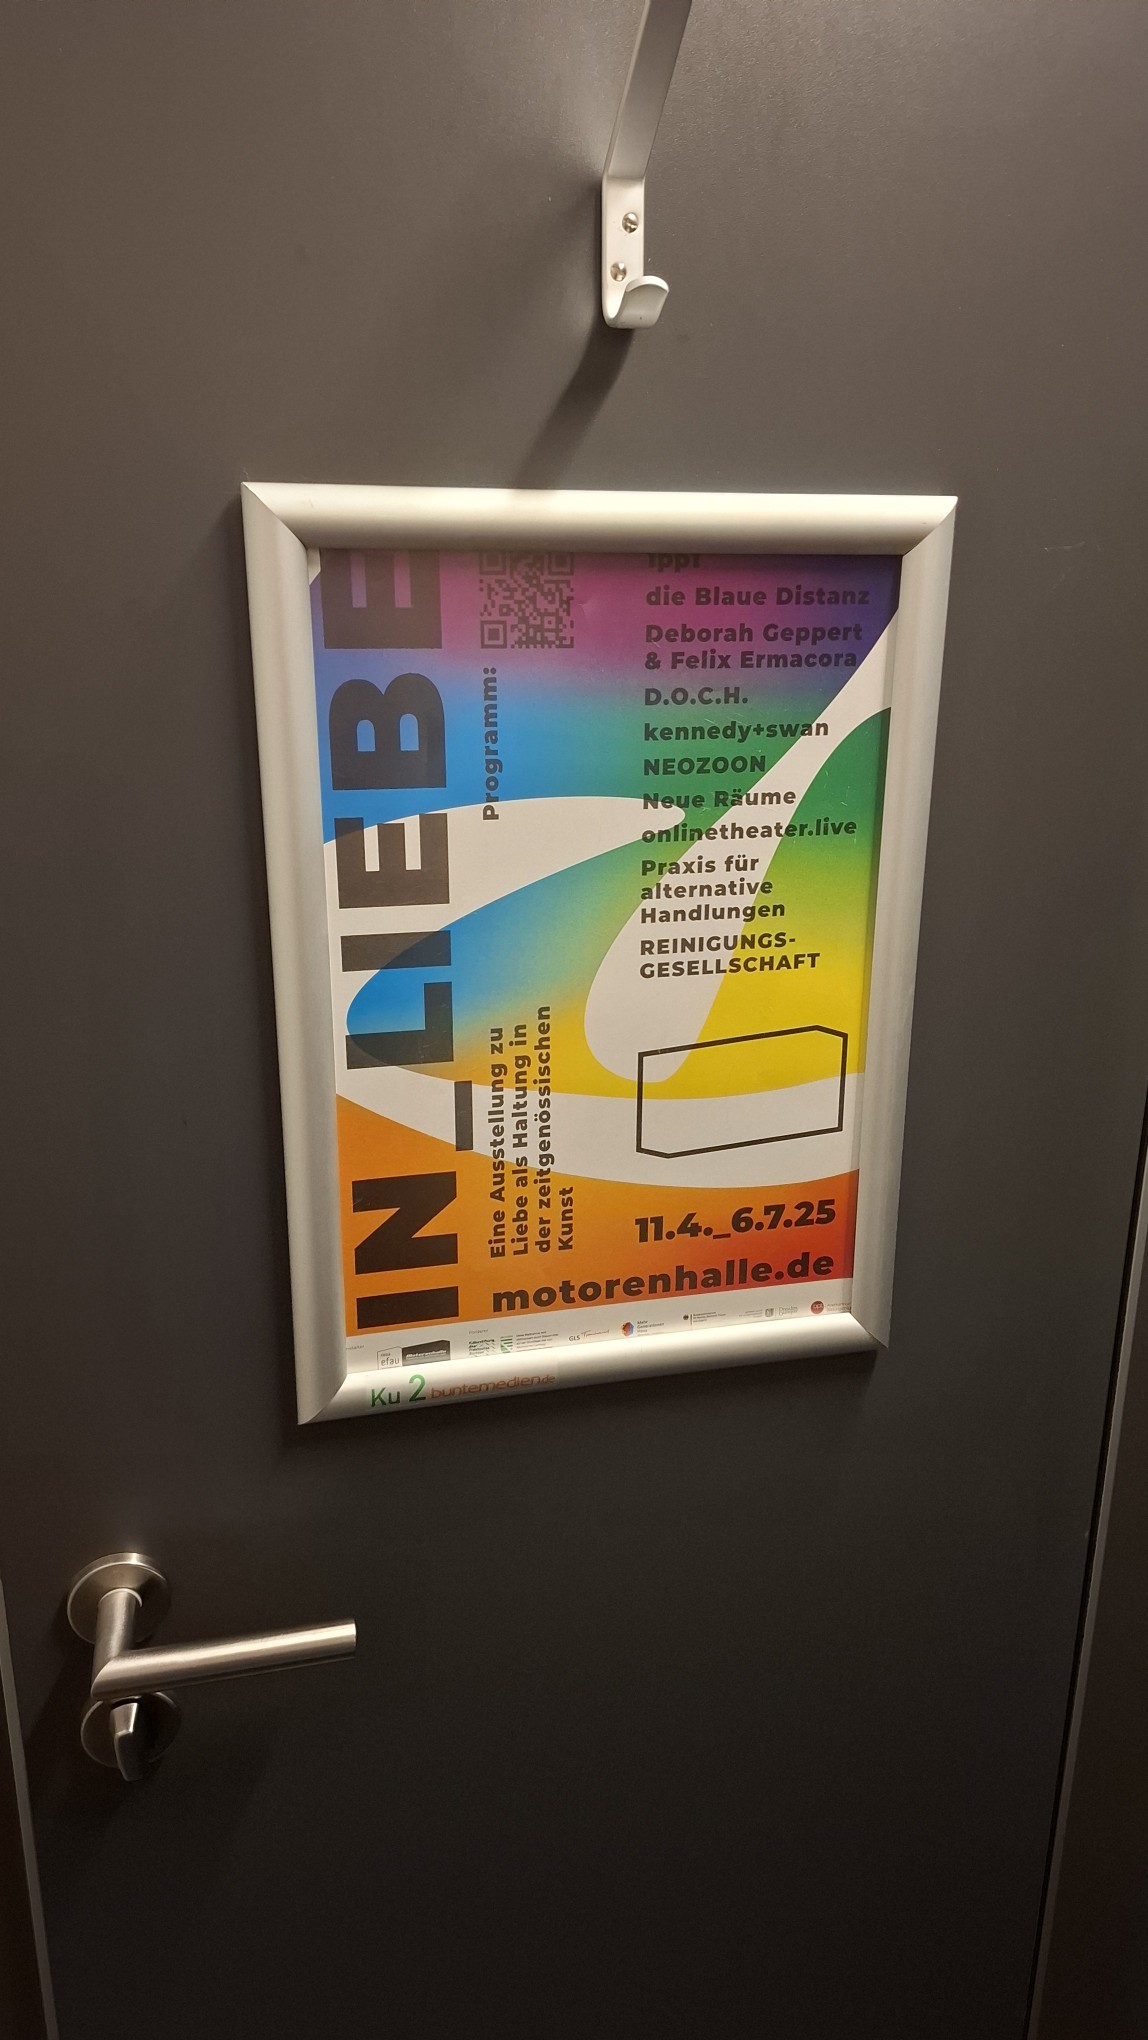 IN_LIEBE
Programm:
Eine Ausstellung zu
Liebe als Haltung in
der zeitgenössischen
Kunst
die Blaue Distanz
Deborah Geppert
& Felix Ermacora
D.O.C.H.
kennedy+swan
NEOZOON
Neue Räume
onlinetheater.live
Praxis für
alternative
Handlungen
REINIGUNGS-
GESELLSCHAFT
11.4._6.7.25
motorenhalle.de
efau
GLS
Ku 2 buntemedien.de